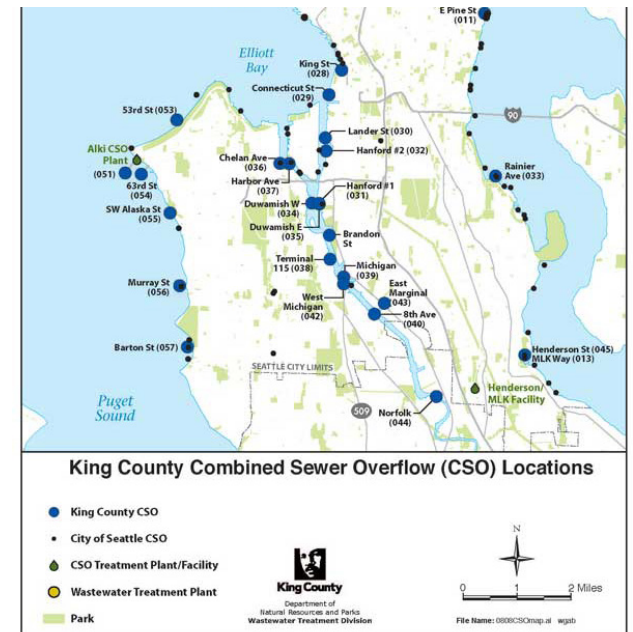 E Pine St
(011)
Elliott
Bay
King St
(028)
Connecticut St
(029)
90
53rd St (053)
Lander St (030)
Hanford #2 (032)
Alki CSO
Plant
Chelan Ave
(036)
Rainier
Ave (033)
(051)
63rd St
(054)
Harbor Ave
(037)
Hanford #1
(031)
SW Alaska St
(055)
Duwamish W
(034)
Duwamish E
(035)
Brandon
St
Terminal
115 (038)
Michigan
(039)
Murray St
(056)
West
Michigan
(042)
East
Marginal
(043)
8th Ave
(040)
Barton St (057)
Henderson St (045)
MLK Way (013)
SEATTLE CITY LIMITS
Henderson/
MLK Facility
Puget
Sound
509
Norfolk
(044)
King County Combined Sewer Overflow (CSO) Locations
King County CSO
City of Seattle CSO
CSO Treatment Plant/Facility
Wastewater Treatment Plant
Park
King County
Department of
Natural Resources and Parks
Wastewater Treatment Division
N
0 1 2 Miles
File Name: 0808CSOmap.ai wgab